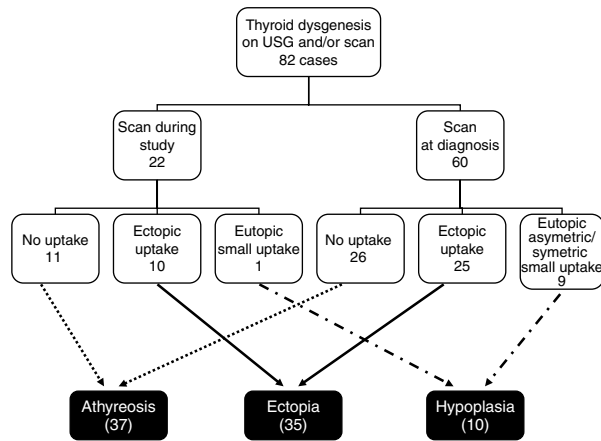 Thyroid dysgenesis
on USG and/or scan
82 cases
Scan during
study
22
Scan
at diagnosis
60
No uptake
11
Ectopic
uptake
10
Eutopic
small uptake
1
No uptake
26
Ectopic
uptake
25
Eutopic
asymetric/
symetric
small uptake
9
Athyreosis
(37)
Ectopia
(35)
Hypoplasia
(10)